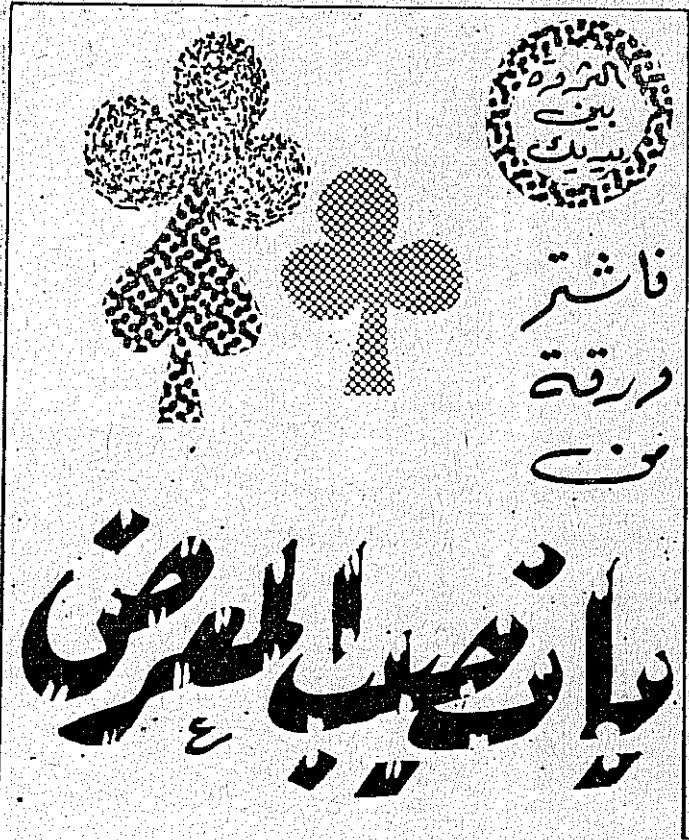 الثروة
بين
يديك
فاشتر
ورقة
من
يانصيب المعرض